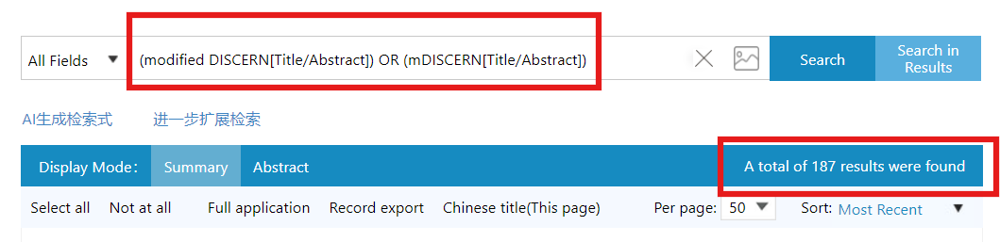 All Fields (modified DISCERN[Title/Abstract]) OR (mDISCERN[Title/Abstract]) Search Search in
Results
AI生成检索式 进一步扩展检索
Display Mode: Summary Abstract A total of 187 results were found
Select all Not at all Full application Record export Chinese title(This page) Per page: 50 Sort: Most Recent